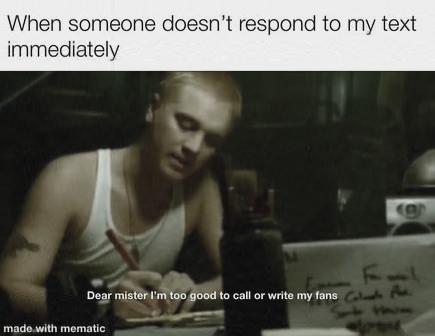 When someone doesn't respond to my text
immediately
Dear mister I'm too good to call or write my fans
made with mematic